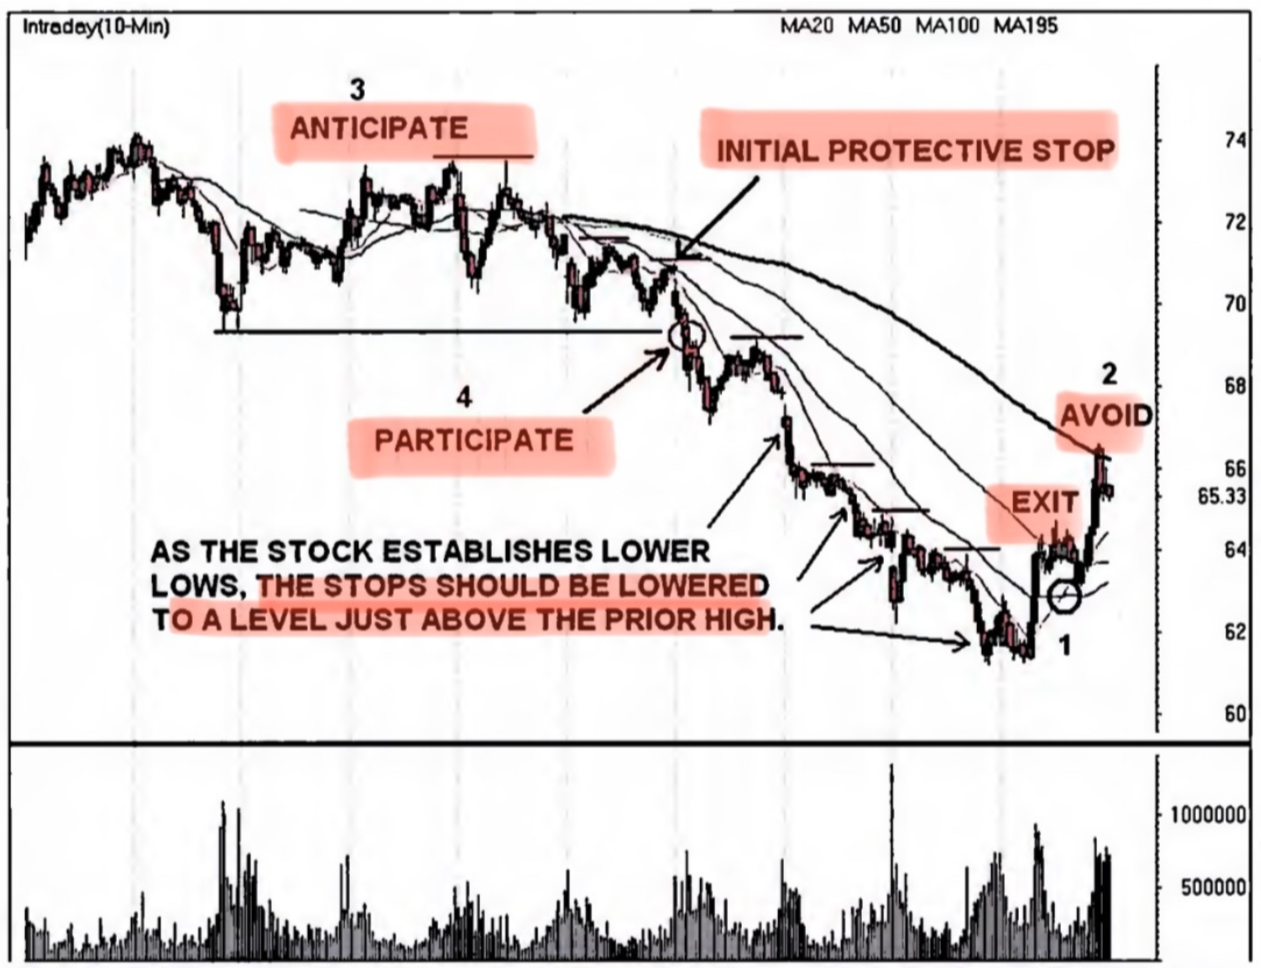 Intraday(10-Min) MA20 MA50 MA100 MA195
3
ANTICIPATE
INITIAL PROTECTIVE STOP
74
72
70
68
66
65.33
64
62
60
4
PARTICIPATE
2
AVOID
EXIT
1
AS THE STOCK ESTABLISHES LOWER
LOWS, THE STOPS SHOULD BE LOWERED
TO A LEVEL JUST ABOVE THE PRIOR HIGH.
1000000
500000